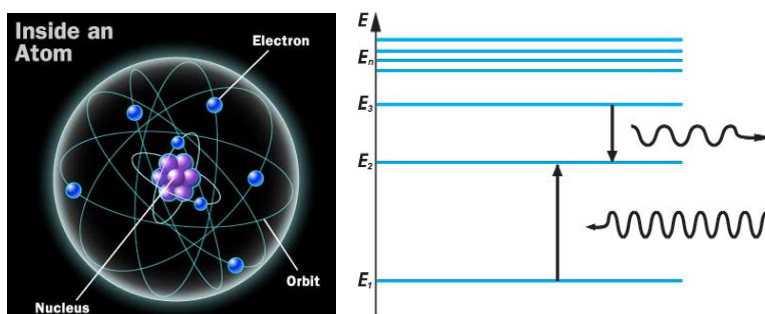 Inside an
Atom
Electron
Orbit
Nucleus
E
Eₙ
E₃
E₂
E₁